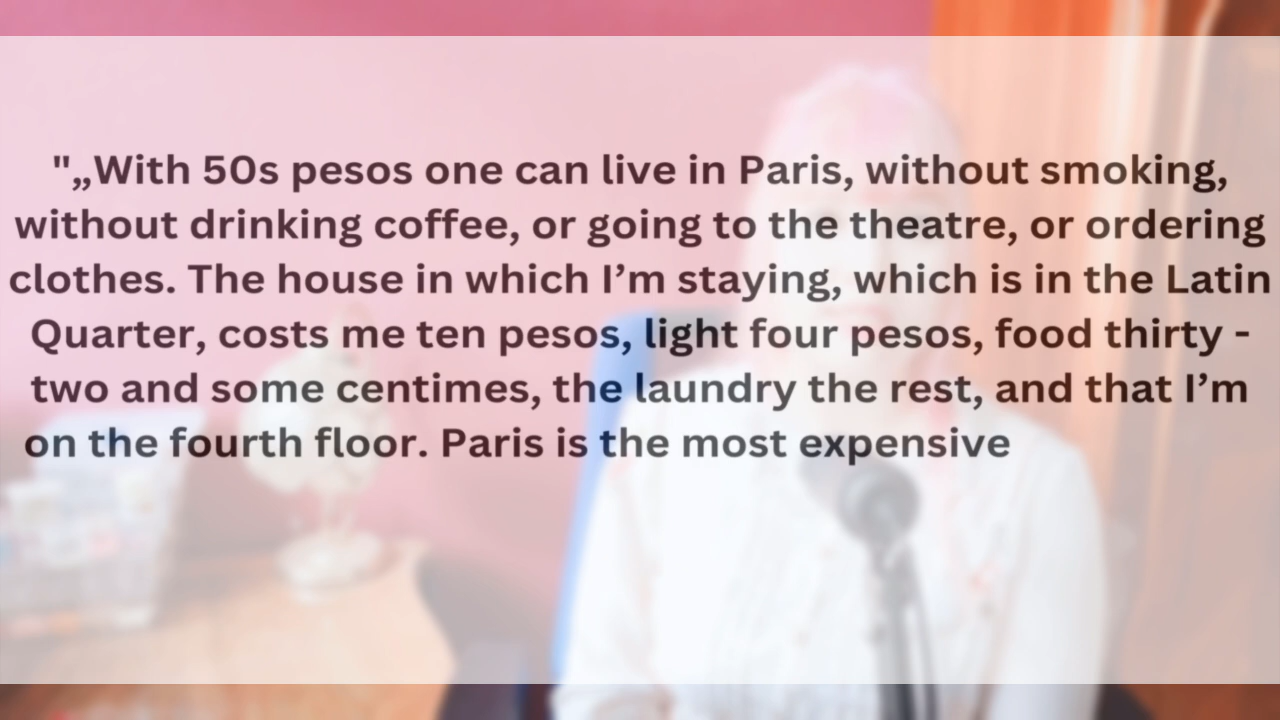 "„With 50s pesos one can live in Paris, without smoking,
without drinking coffee, or going to the theatre, or ordering
clothes. The house in which I’m staying, which is in the Latin
Quarter, costs me ten pesos, light four pesos, food thirty -
two and some centimes, the laundry the rest, and that I’m
on the fourth floor. Paris is the most expensive